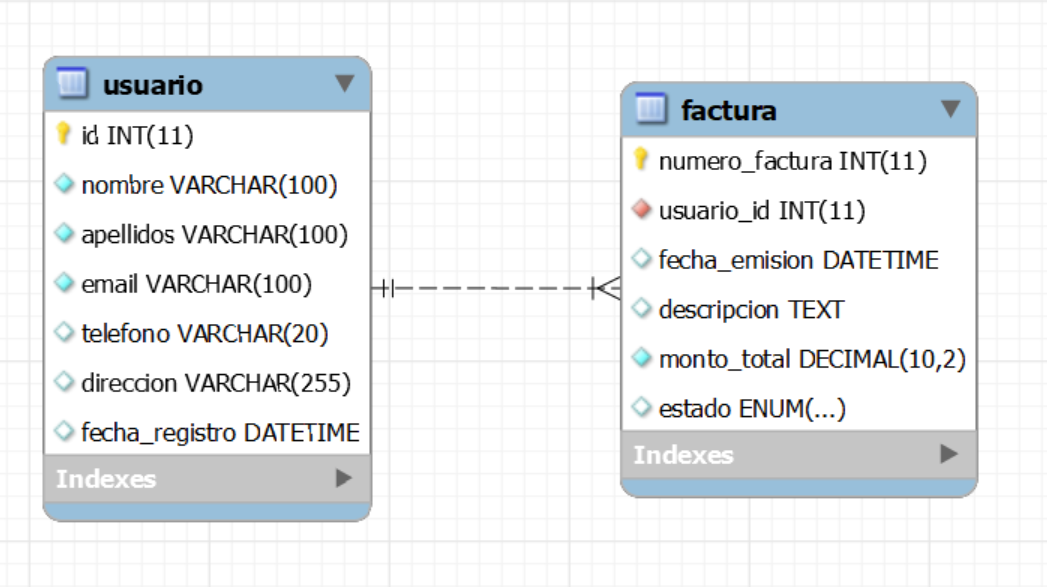 usuario
id INT(11)
nombre VARCHAR(100)
apellidos VARCHAR(100)
email VARCHAR(100)
telefono VARCHAR(20)
direccion VARCHAR(255)
fecha_registro DATETIME
Indexes
factura
numero_factura INT(11)
usuario_id INT(11)
fecha_emision DATETIME
descripcion TEXT
monto_total DECIMAL(10,2)
estado ENUM(...)
Indexes